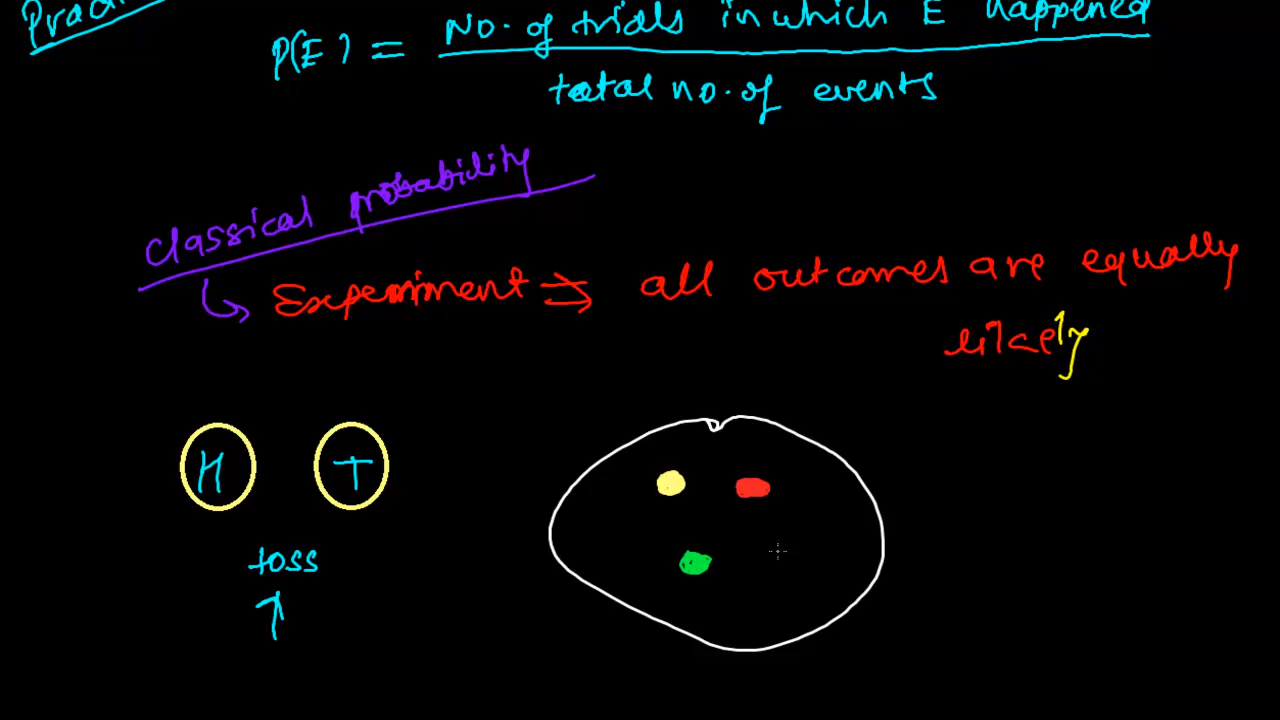 P(E) = No. of trials in which E happened
total no. of events
Classical probability
Experiment ⇒ all outcomes are equally
likely
H T
toss